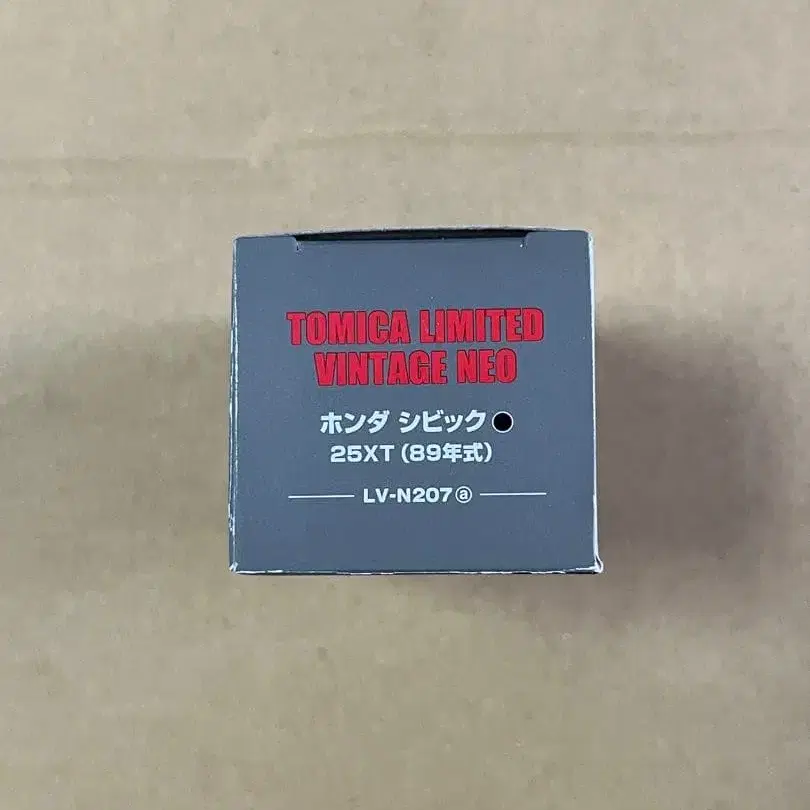 TOMICA LIMITED
VINTAGE NEO
ホンダ シビック
25XT (89年式)
LV-N207ⓐ